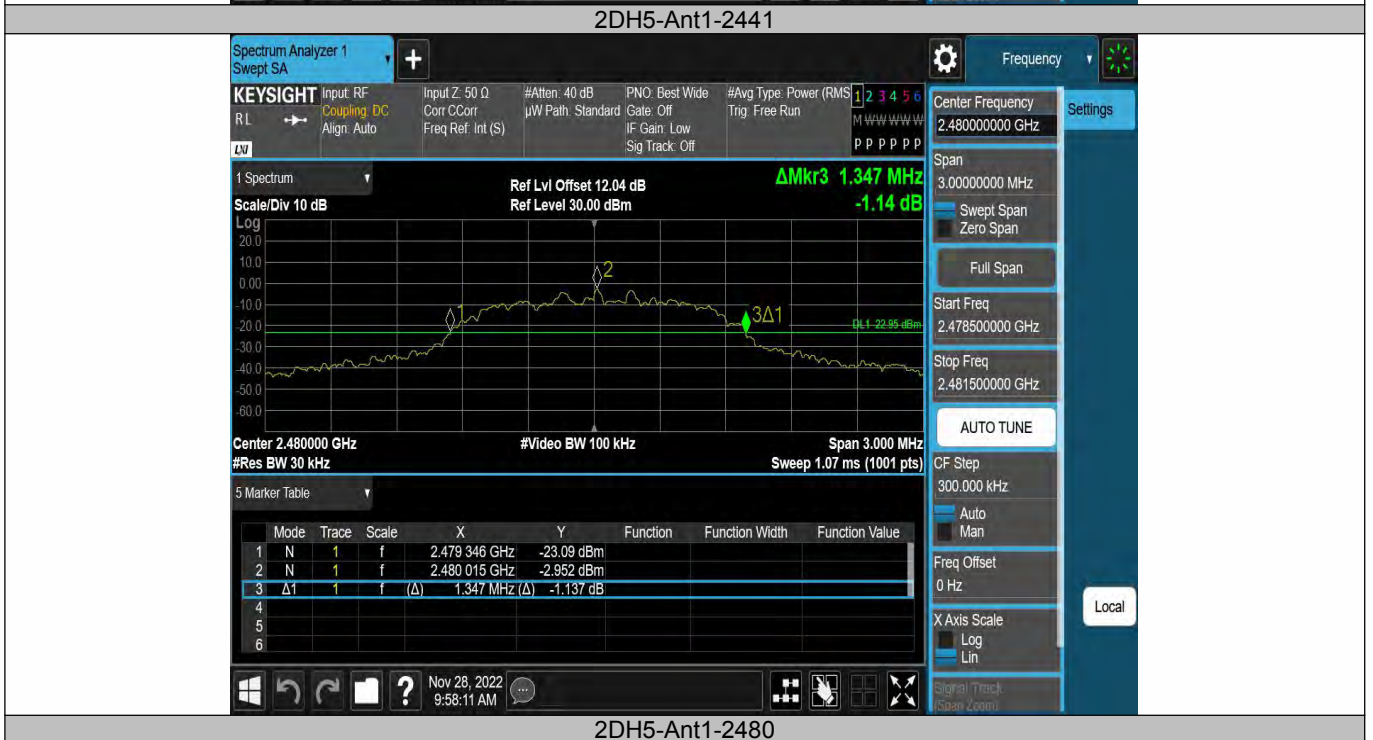 2DH5-Ant1-2441
Spectrum Analyzer 1
Swept SA
+
Frequency
KEYSIGHT
RL
LXI
Input: RF
Coupling: DC
Align: Auto
Input Z: 50 Ω
Corr CCorr
Freq Ref: Int (S)
#Atten: 40 dB
µW Path: Standard
PNO: Best Wide
Gate: Off
IF Gain: Low
Sig Track: Off
#Avg Type: Power (RMS
Trig: Free Run
1 2 3 4 5 6
M W W W W W
P P P P P P
1 Spectrum
Scale/Div 10 dB
Ref Lvl Offset 12.04 dB
Ref Level 30.00 dBm
ΔMkr3 1.347 MHz
-1.14 dB
Log
20.0
10.0
0.00
-10.0
-20.0
-30.0
-40.0
-50.0
-60.0
1
2
3Δ1
DL1 -22.95 dBm
Center 2.480000 GHz
#Res BW 30 kHz
#Video BW 100 kHz
Span 3.000 MHz
Sweep 1.07 ms (1001 pts)
5 Marker Table
Mode Trace Scale X Y Function Function Width Function Value
1 N 1 f 2.479 346 GHz -23.09 dBm
2 N 1 f 2.480 015 GHz -2.952 dBm
3 Δ1 1 f (Δ) 1.347 MHz (Δ) -1.137 dB
4
5
6
Nov 28, 2022
9:58:11 AM
Center Frequency
2.480000000 GHz
Settings
Span
3.00000000 MHz
Swept Span
Zero Span
Full Span
Start Freq
2.478500000 GHz
Stop Freq
2.481500000 GHz
AUTO TUNE
CF Step
300.000 kHz
Auto
Man
Freq Offset
0 Hz
X Axis Scale
Log
Lin
Local
Signal Track
(Span Zoom)
2DH5-Ant1-2480